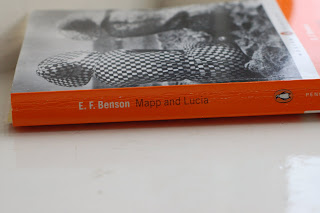 E. F. Benson Mapp and Lucia